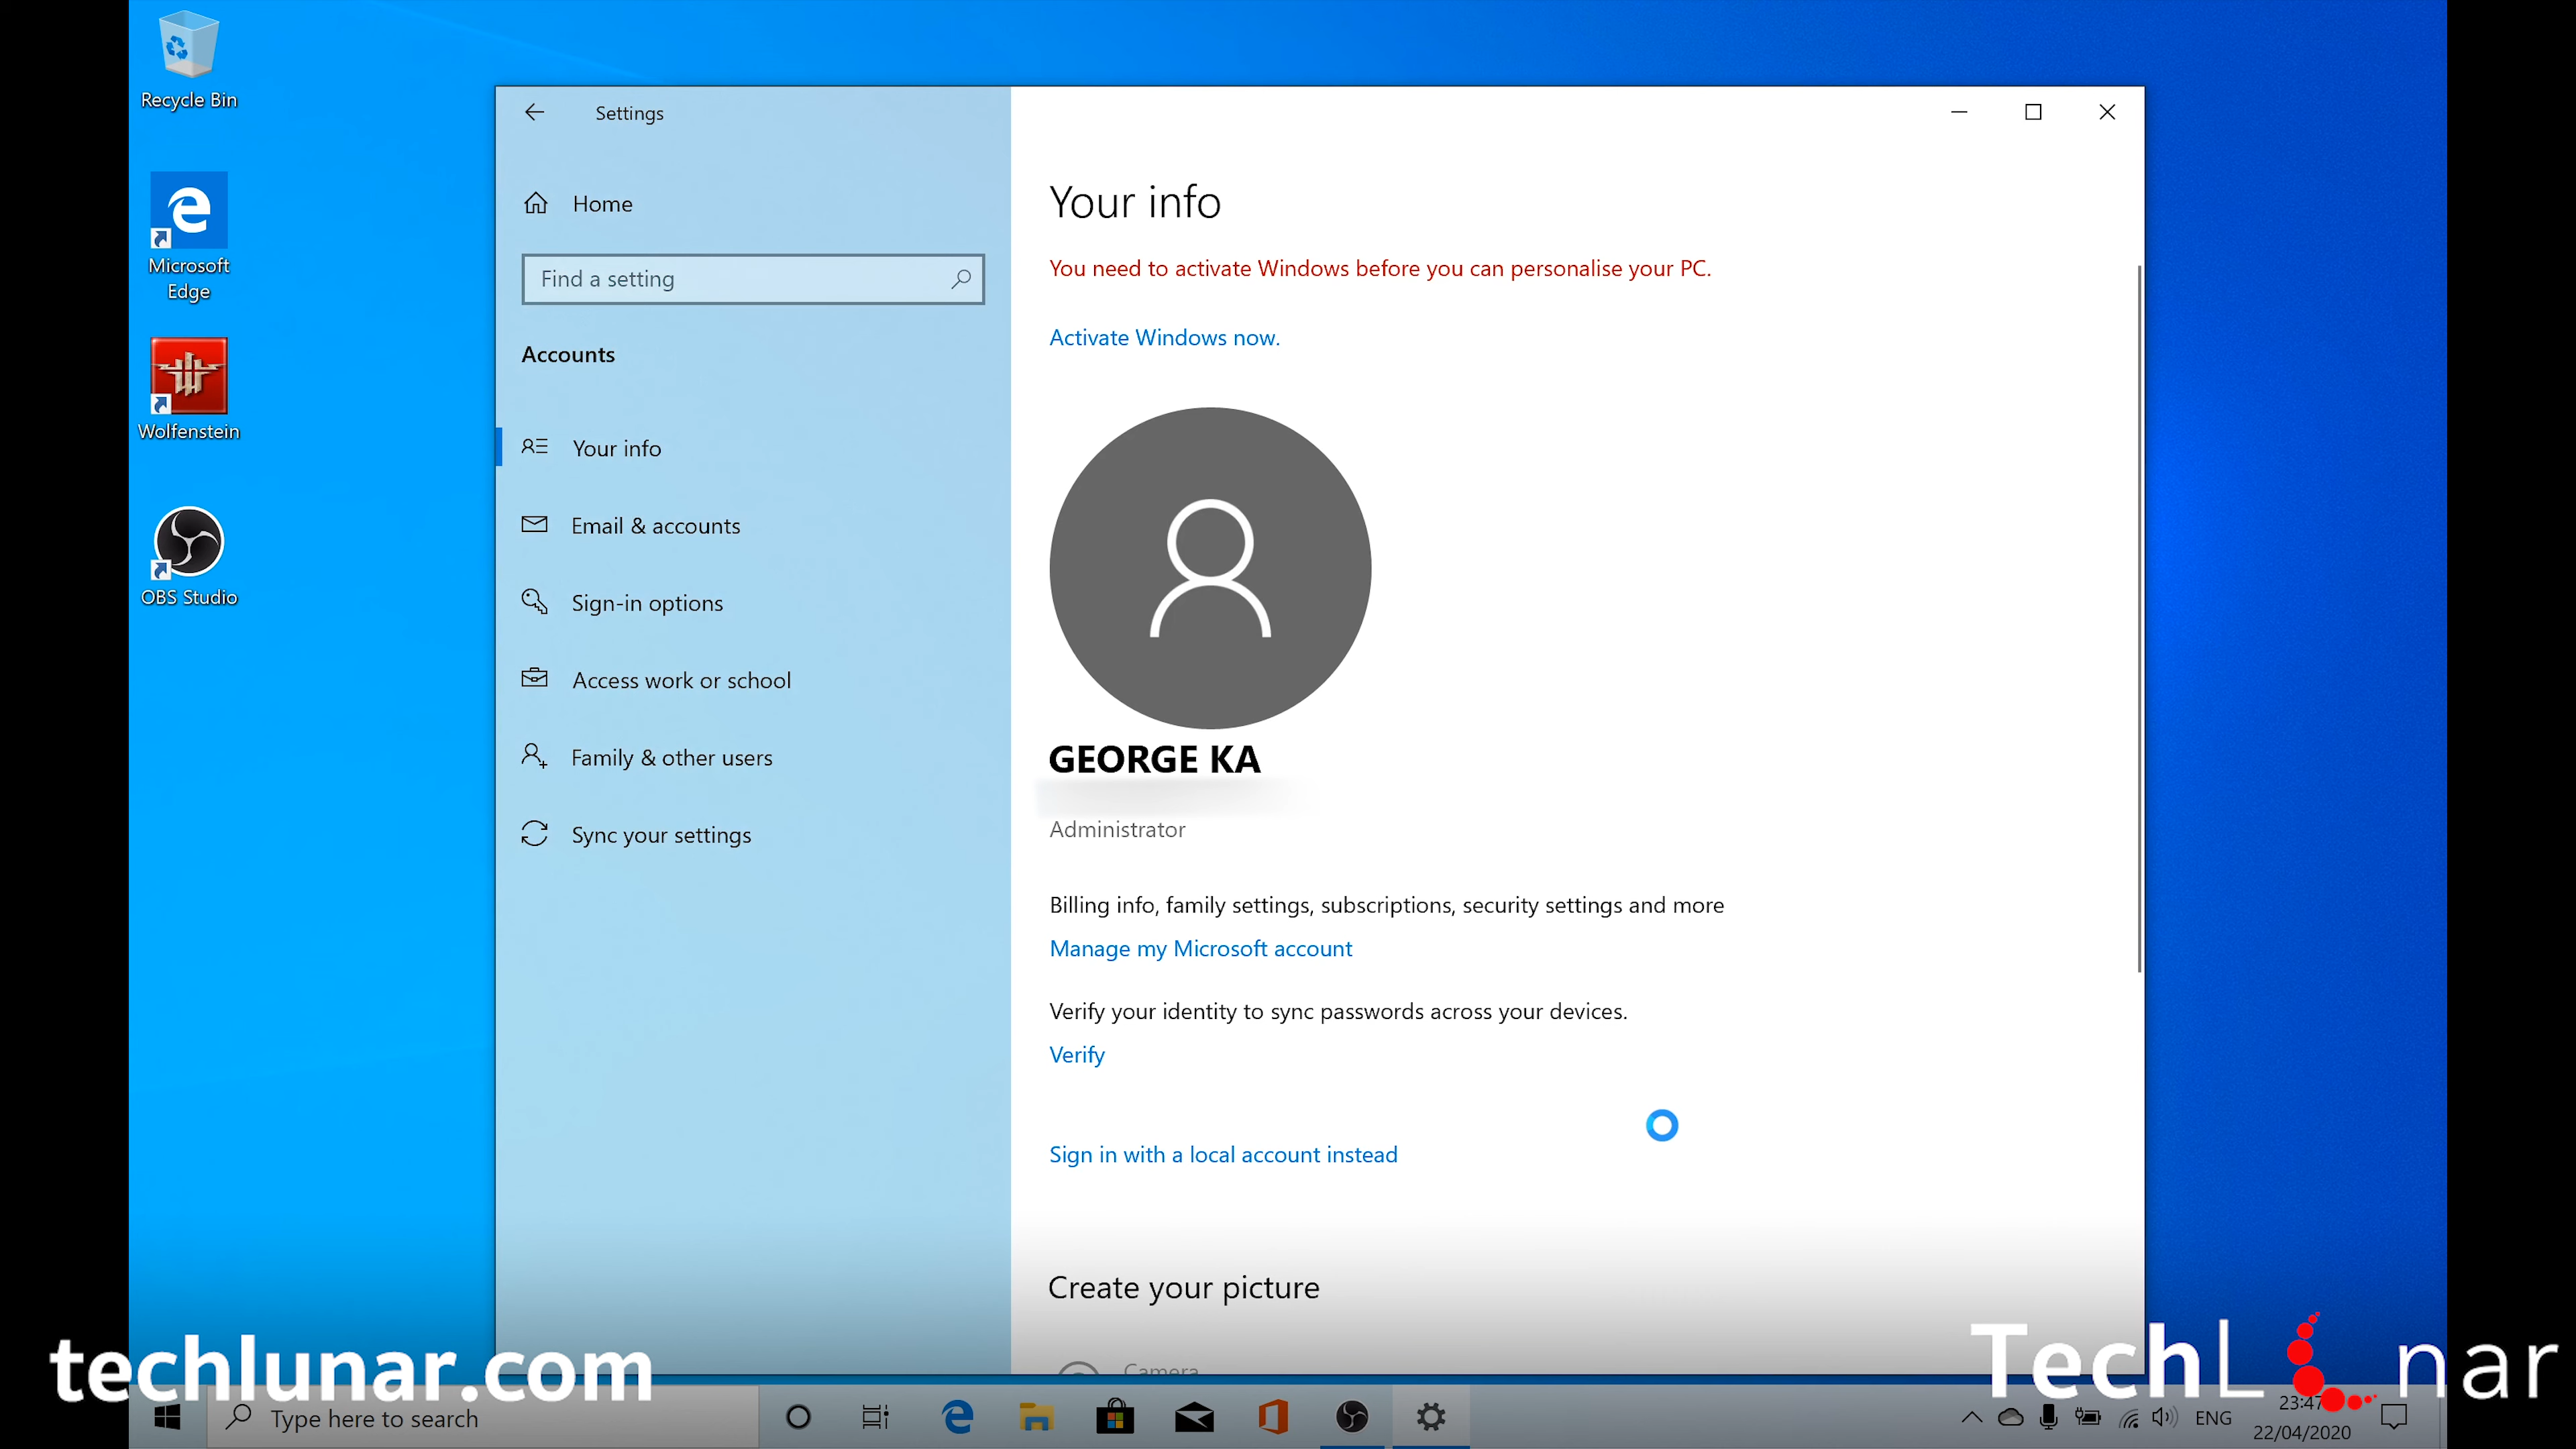 Recycle Bin
Microsoft
Edge
Wolfenstein
OBS Studio
Settings
Home
Find a setting
Accounts
Your info
Email & accounts
Sign-in options
Access work or school
Family & other users
Sync your settings
Your info
You need to activate Windows before you can personalise your PC.
Activate Windows now.
GEORGE KA
Administrator
Billing info, family settings, subscriptions, security settings and more
Manage my Microsoft account
Verify your identity to sync passwords across your devices.
Verify
Sign in with a local account instead
Create your picture
Camera
techlunar.com
TechLunar
Type here to search
ENG
23:47
22/04/2020